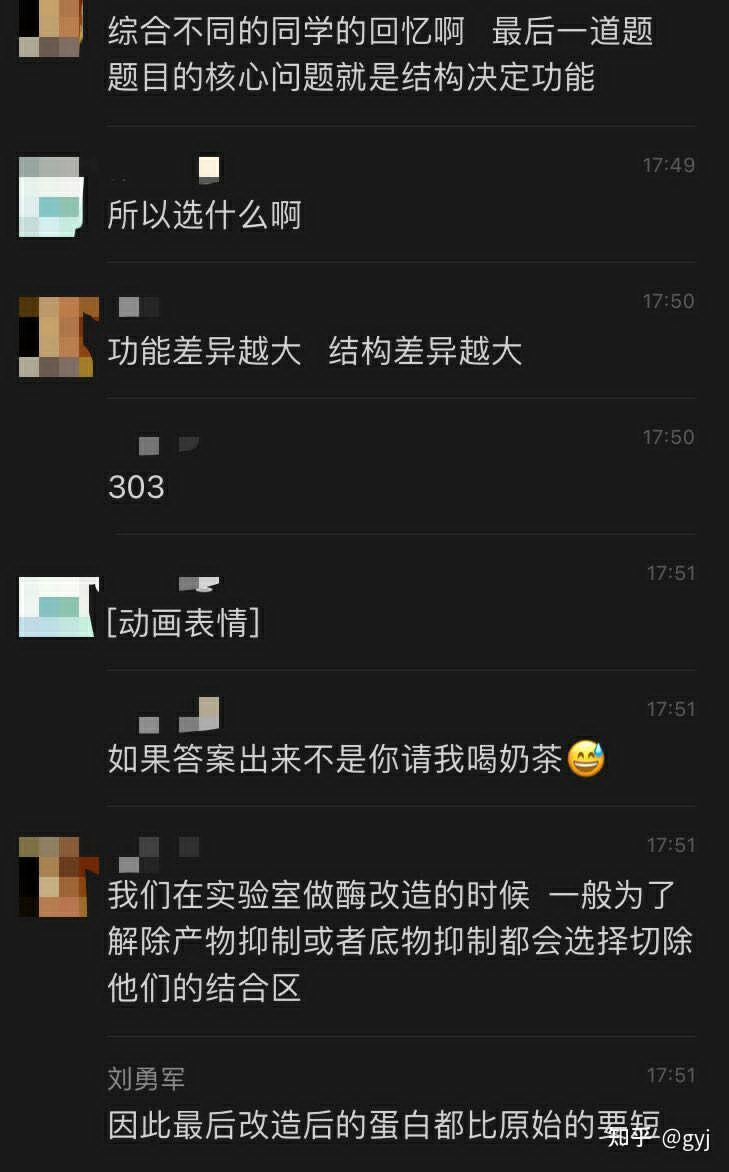 综合不同的同学的回忆啊 最后一道题
题目的核心问题就是结构决定功能
17:49
所以选什么啊
17:50
功能差异越大 结构差异越大
17:50
303
17:51
[动画表情]
17:51
如果答案出来不是你请我喝奶茶😅
17:51
我们在实验室做酶改造的时候 一般为了
解除产物抑制或者底物抑制都会选择切除
他们的结合区
刘勇军
17:51
因此最后改造后的蛋白都比原始的要短
知乎 @gyj